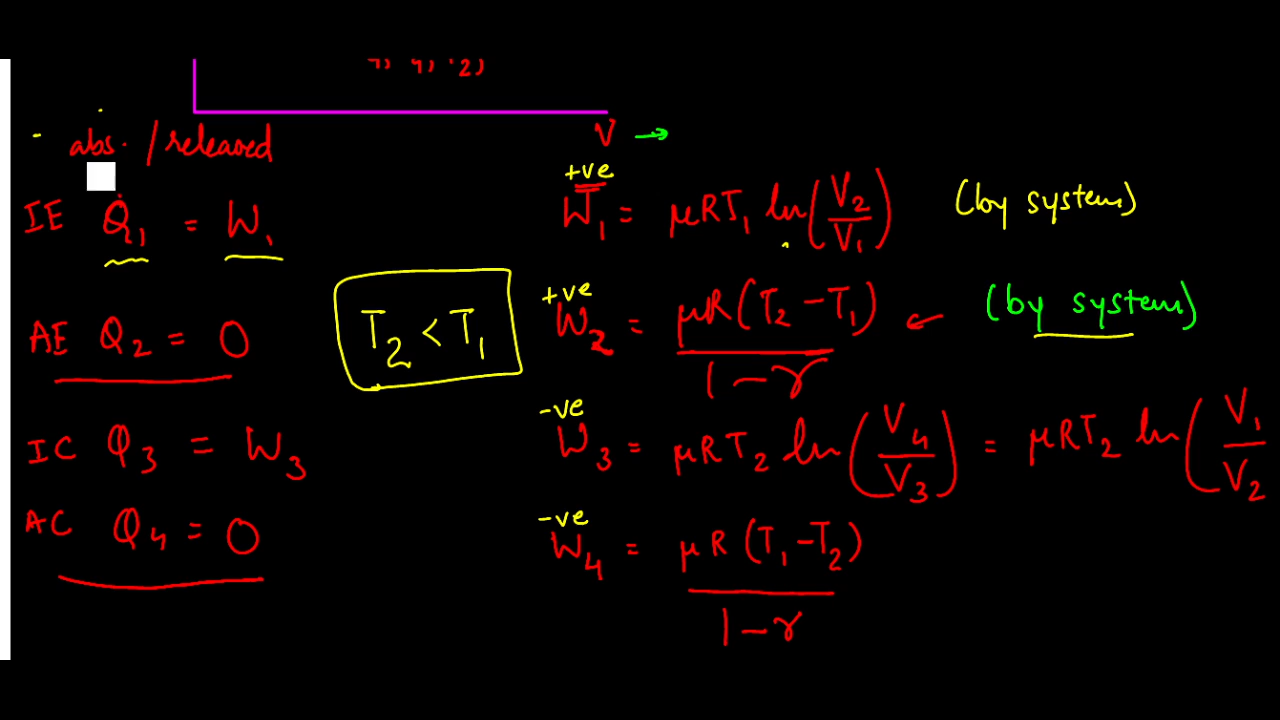 V →
abs. / released
+ve
IE Q₁ = W₁
W₁ = μRT₁ ln(V₂/V₁) (by system)
+ve
AE Q₂ = 0
T₂ < T₁
W₂ = μR(T₂ - T₁)/(1 - γ) (by system)
-ve
IC Q₃ = W₃
W₃ = μRT₂ ln(V₄/V₃) = μRT₂ ln(V₁/V₂
-ve
AC Q₄ = 0
W₄ = μR(T₁ - T₂)/(1 - γ)